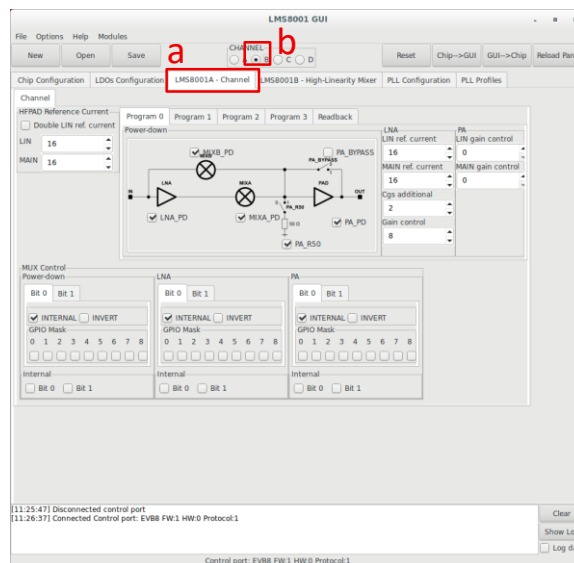 LMS8001 GUI
File Options Help Modules
a b
New Open Save CHANNEL A B C D Reset Chip-->GUI GUI-->Chip Reload Pan
Chip Configuration LDOs Configuration LMS8001A - Channel LMS8001B - High-Linearity Mixer PLL Configuration PLL Profiles
Channel
HFPAD Reference Current
Double LIN ref. current
LIN 16
MAIN 16
Program 0 Program 1 Program 2 Program 3 Readback
Power-down
MIXB_PD PA_BYPASS
MIXB PA_BYPASS
LNA MIXA PAD
IN OUT
PA_R50
50 Ω
LNA_PD MIXA_PD PA_PD
PA_R50
LNA
LIN ref. current
16
MAIN ref. current
16
Cgs additional
2
Gain control
8
PA
LIN gain control
0
MAIN gain control
0
MUX Control
Power-down LNA PA
Bit 0 Bit 1 Bit 0 Bit 1 Bit 0 Bit 1
INTERNAL INVERT INTERNAL INVERT INTERNAL INVERT
GPIO Mask GPIO Mask GPIO Mask
0 1 2 3 4 5 6 7 8 0 1 2 3 4 5 6 7 8 0 1 2 3 4 5 6 7 8
Internal Internal Internal
Bit 0 Bit 1 Bit 0 Bit 1 Bit 0 Bit 1
[11:25:47] Disconnected control port
[11:26:37] Connected Control port: EVB8 FW:1 HW:0 Protocol:1
Clear
Show Lo
Log da
Control port: EVB8 FW:1 HW:0 Protocol:1